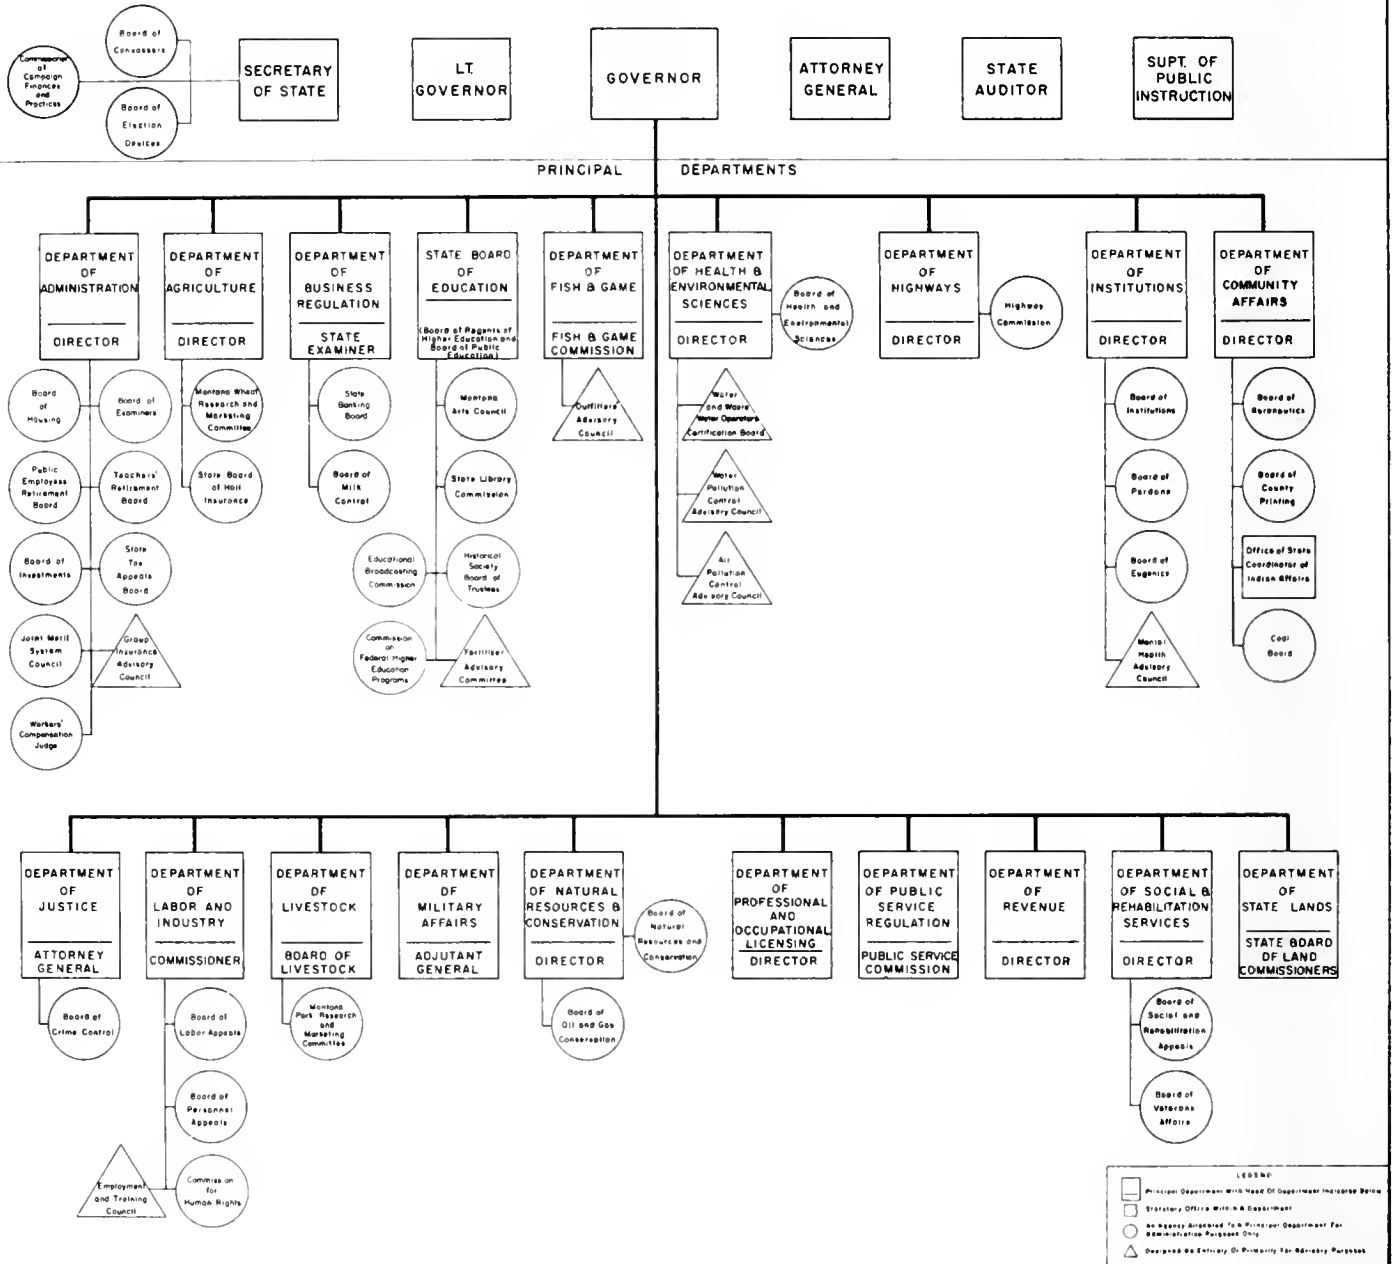 Board of
Canvassers
Commissioner
of
Campaign
Finances
and
Practices
Board of
Election
Devices
SECRETARY
OF STATE
LT.
GOVERNOR
GOVERNOR
ATTORNEY
GENERAL
STATE
AUDITOR
SUPT. OF
PUBLIC
INSTRUCTION
PRINCIPAL DEPARTMENTS
DEPARTMENT
OF
ADMINISTRATION
DIRECTOR
Board
of
Housing
Board of
Examiners
Public
Employees
Retirement
Board
Teachers'
Retirement
Board
Board of
Investments
State
Tax
Appeals
Board
Joint Merit
System
Council
Group
Insurance
Advisory
Council
Workers'
Compensation
Judge
DEPARTMENT
OF
AGRICULTURE
DIRECTOR
Montana Wheat
Research and
Marketing
Committee
State Board
of Hail
Insurance
DEPARTMENT
OF
BUSINESS
REGULATION
STATE
EXAMINER
State
Banking
Board
Board of
Milk
Control
STATE BOARD
OF
EDUCATION
(Board of Regents of
Higher Education and
Board of Public
Education)
Montana
Arts Council
State Library
Commission
Educational
Broadcasting
Commission
Historical
Society
Board of
Trustees
Commission
on
Federal Higher
Education
Programs
Fertilizer
Advisory
Committee
DEPARTMENT
OF
FISH & GAME
FISH & GAME
COMMISSION
Outfitters'
Advisory
Council
DEPARTMENT
OF HEALTH &
ENVIRONMENTAL
SCIENCES
DIRECTOR
Board of
Health and
Environmental
Sciences
Water
and Waste
Water Operators
Certification Board
Water
Pollution
Control
Advisory Council
Air
Pollution
Control
Advisory Council
DEPARTMENT
OF
HIGHWAYS
DIRECTOR
Highway
Commission
DEPARTMENT
OF
INSTITUTIONS
DIRECTOR
Board of
Institutions
Board of
Pardons
Board of
Eugenics
Mental
Health
Advisory
Council
DEPARTMENT
OF
COMMUNITY
AFFAIRS
DIRECTOR
Board of
Aeronautics
Board of
County
Printing
Office of State
Coordinator of
Indian Affairs
Coal
Board
DEPARTMENT
OF
JUSTICE
ATTORNEY
GENERAL
Board of
Crime Control
DEPARTMENT
OF
LABOR AND
INDUSTRY
COMMISSIONER
Board of
Labor Appeals
Board of
Personnel
Appeals
Employment
and Training
Council
Commission
for
Human Rights
DEPARTMENT
OF
LIVESTOCK
BOARD OF
LIVESTOCK
Montana
Pork Research
and
Marketing
Committee
DEPARTMENT
OF
MILITARY
AFFAIRS
ADJUTANT
GENERAL
DEPARTMENT
OF NATURAL
RESOURCES &
CONSERVATION
DIRECTOR
Board of
Natural
Resources and
Conservation
Board of
Oil and Gas
Conservation
DEPARTMENT
OF
PROFESSIONAL
AND
OCCUPATIONAL
LICENSING
DIRECTOR
DEPARTMENT
OF PUBLIC
SERVICE
REGULATION
PUBLIC SERVICE
COMMISSION
DEPARTMENT
OF
REVENUE
DIRECTOR
DEPARTMENT
OF SOCIAL &
REHABILITATION
SERVICES
DIRECTOR
Board of
Social and
Rehabilitation
Appeals
Board of
Veterans
Affairs
DEPARTMENT
OF
STATE LANDS
STATE BOARD
OF LAND
COMMISSIONERS
LEGEND
Principal Department With Head Of Department Indicated Below
Statutory Office Within A Department
An Agency Allocated To A Principal Department For
Administrative Purposes Only
Designed As Entirely Or Primarily For Advisory Purposes